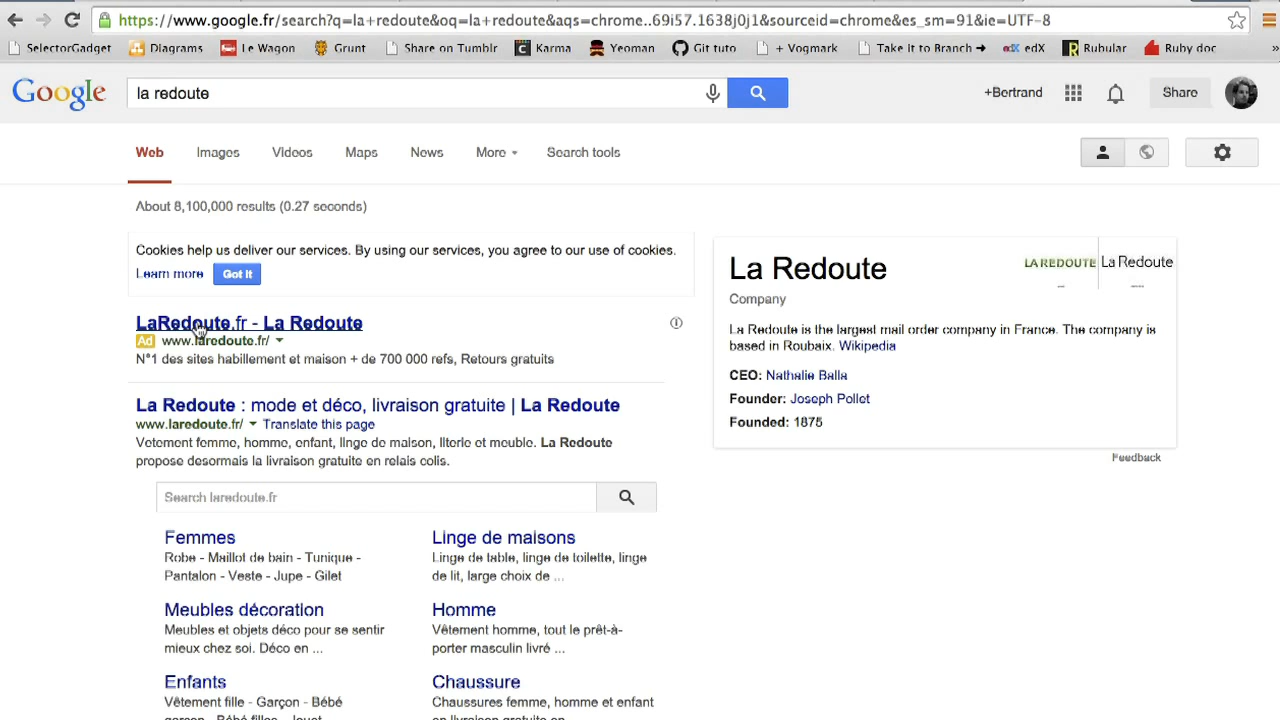 https://www.google.fr/search?q=la+redoute&oq=la+redoute&aqs=chrome..69i57.1638j0j1&sourceid=chrome&es_sm=91&ie=UTF-8
SelectorGadget Diagrams Le Wagon Grunt Share on Tumblr Karma Yeoman Git tuto + Vogmark Take it to Branch → edX Rubular Ruby doc »
Google la redoute +Bertrand Share
Web Images Videos Maps News More Search tools
About 8,100,000 results (0.27 seconds)
Cookies help us deliver our services. By using our services, you agree to our use of cookies.
Learn more Got it
LaRedoute.fr - La Redoute
Ad www.laredoute.fr/
N°1 des sites habillement et maison + de 700 000 refs, Retours gratuits
La Redoute : mode et déco, livraison gratuite | La Redoute
www.laredoute.fr/ Translate this page
Vetement femme, homme, enfant, linge de maison, literie et meuble. La Redoute
propose desormais la livraison gratuite en relais colis.
Search laredoute.fr
Femmes
Robe - Maillot de bain - Tunique -
Pantalon - Veste - Jupe - Gilet
Linge de maisons
Linge de table, linge de toilette, linge
de lit, large choix de ...
Meubles décoration
Meubles et objets déco pour se sentir
mieux chez soi. Déco en ...
Homme
Vêtement homme, tout le prêt-à-
porter masculin livré ...
Enfants
Vêtement fille - Garçon - Bébé
garçon - Bébé filles - Jouet
Chaussure
Chaussures femme, homme et enfant
en livraison gratuite en
La Redoute
LA REDOUTE La Redoute
Company
La Redoute is the largest mail order company in France. The company is
based in Roubaix. Wikipedia
CEO: Nathalie Balla
Founder: Joseph Pollet
Founded: 1875
Feedback